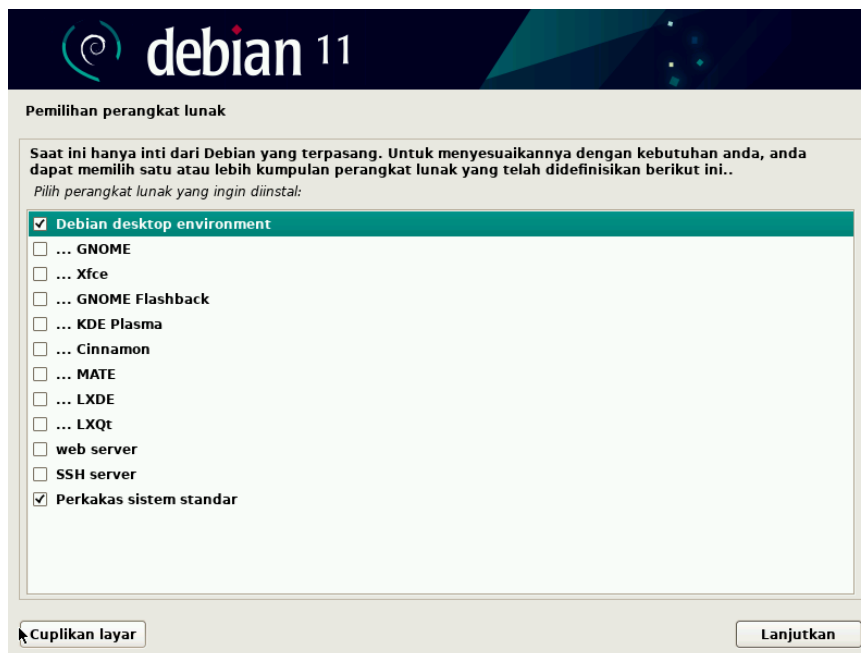 debian 11
Pemilihan perangkat lunak
Saat ini hanya inti dari Debian yang terpasang. Untuk menyesuaikannya dengan kebutuhan anda, anda
dapat memilih satu atau lebih kumpulan perangkat lunak yang telah didefinisikan berikut ini..
Pilih perangkat lunak yang ingin diinstal:
Debian desktop environment
... GNOME
... Xfce
... GNOME Flashback
... KDE Plasma
... Cinnamon
... MATE
... LXDE
... LXQt
web server
SSH server
Perkakas sistem standar
Cuplikan layar
Lanjutkan